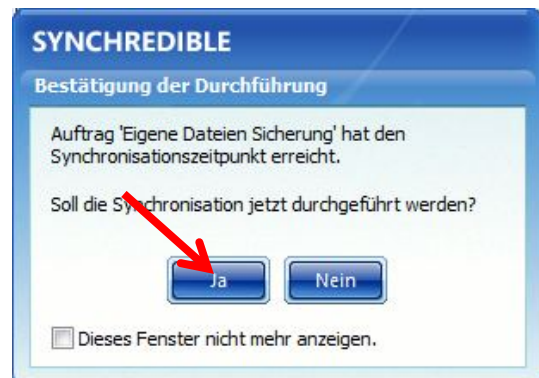 SYNCHREDIBLE
Bestätigung der Durchführung
Auftrag 'Eigene Dateien Sicherung' hat den
Synchronisationszeitpunkt erreicht.
Soll die Synchronisation jetzt durchgeführt werden?
Ja Nein
Dieses Fenster nicht mehr anzeigen.